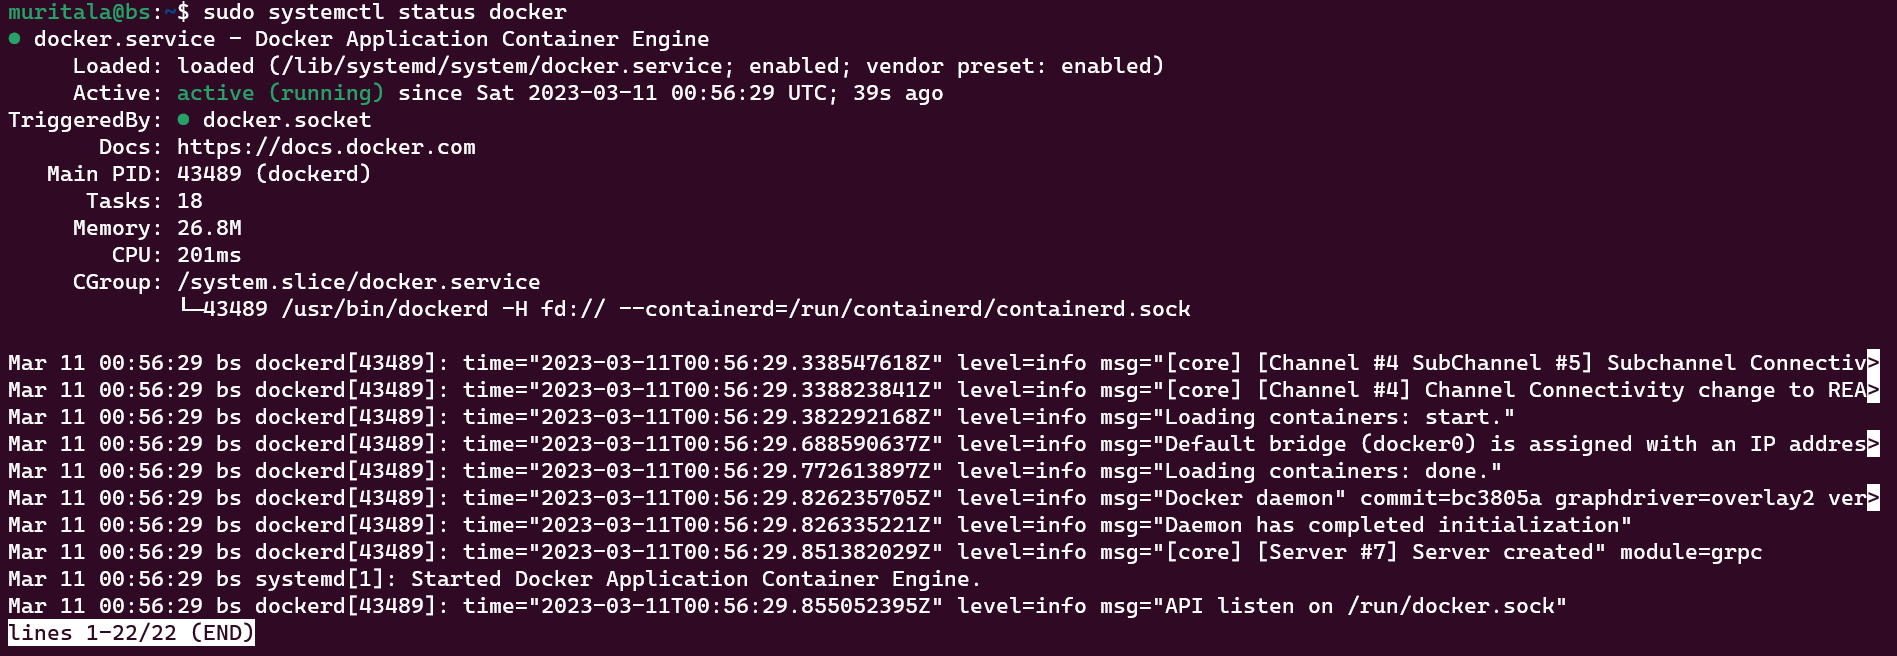 muritala@bs:~$ sudo systemctl status docker
● docker.service - Docker Application Container Engine
     Loaded: loaded (/lib/systemd/system/docker.service; enabled; vendor preset: enabled)
     Active: active (running) since Sat 2023-03-11 00:56:29 UTC; 39s ago
TriggeredBy: ● docker.socket
       Docs: https://docs.docker.com
   Main PID: 43489 (dockerd)
      Tasks: 18
     Memory: 26.8M
        CPU: 201ms
     CGroup: /system.slice/docker.service
             └─43489 /usr/bin/dockerd -H fd:// --containerd=/run/containerd/containerd.sock

Mar 11 00:56:29 bs dockerd[43489]: time="2023-03-11T00:56:29.338547618Z" level=info msg="[core] [Channel #4 SubChannel #5] Subchannel Connectiv>
Mar 11 00:56:29 bs dockerd[43489]: time="2023-03-11T00:56:29.338823841Z" level=info msg="[core] [Channel #4] Channel Connectivity change to REA>
Mar 11 00:56:29 bs dockerd[43489]: time="2023-03-11T00:56:29.382292168Z" level=info msg="Loading containers: start."
Mar 11 00:56:29 bs dockerd[43489]: time="2023-03-11T00:56:29.688590637Z" level=info msg="Default bridge (docker0) is assigned with an IP addres>
Mar 11 00:56:29 bs dockerd[43489]: time="2023-03-11T00:56:29.772613897Z" level=info msg="Loading containers: done."
Mar 11 00:56:29 bs dockerd[43489]: time="2023-03-11T00:56:29.826235705Z" level=info msg="Docker daemon" commit=bc3805a graphdriver=overlay2 ver>
Mar 11 00:56:29 bs dockerd[43489]: time="2023-03-11T00:56:29.826335221Z" level=info msg="Daemon has completed initialization"
Mar 11 00:56:29 bs dockerd[43489]: time="2023-03-11T00:56:29.851382029Z" level=info msg="[core] [Server #7] Server created" module=grpc
Mar 11 00:56:29 bs systemd[1]: Started Docker Application Container Engine.
Mar 11 00:56:29 bs dockerd[43489]: time="2023-03-11T00:56:29.855052395Z" level=info msg="API listen on /run/docker.sock"
lines 1-22/22 (END)